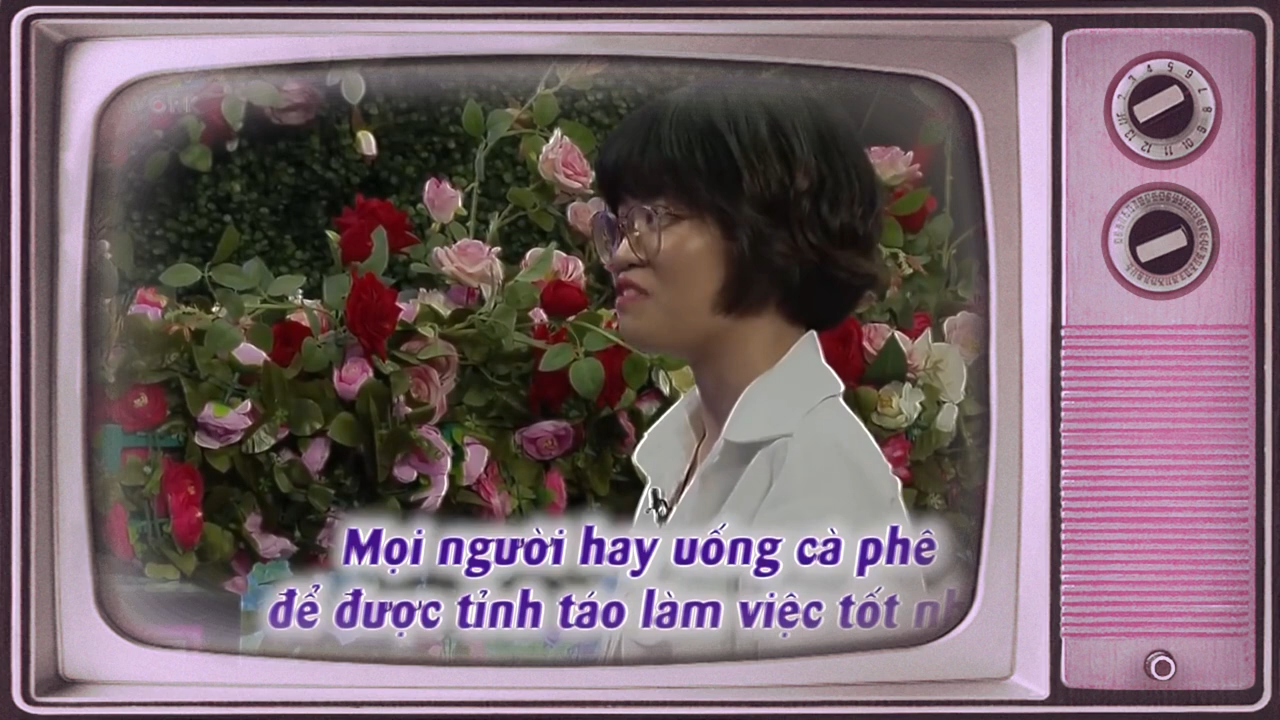 Mọi người hay uống cà phê
để được tỉnh táo làm việc tốt